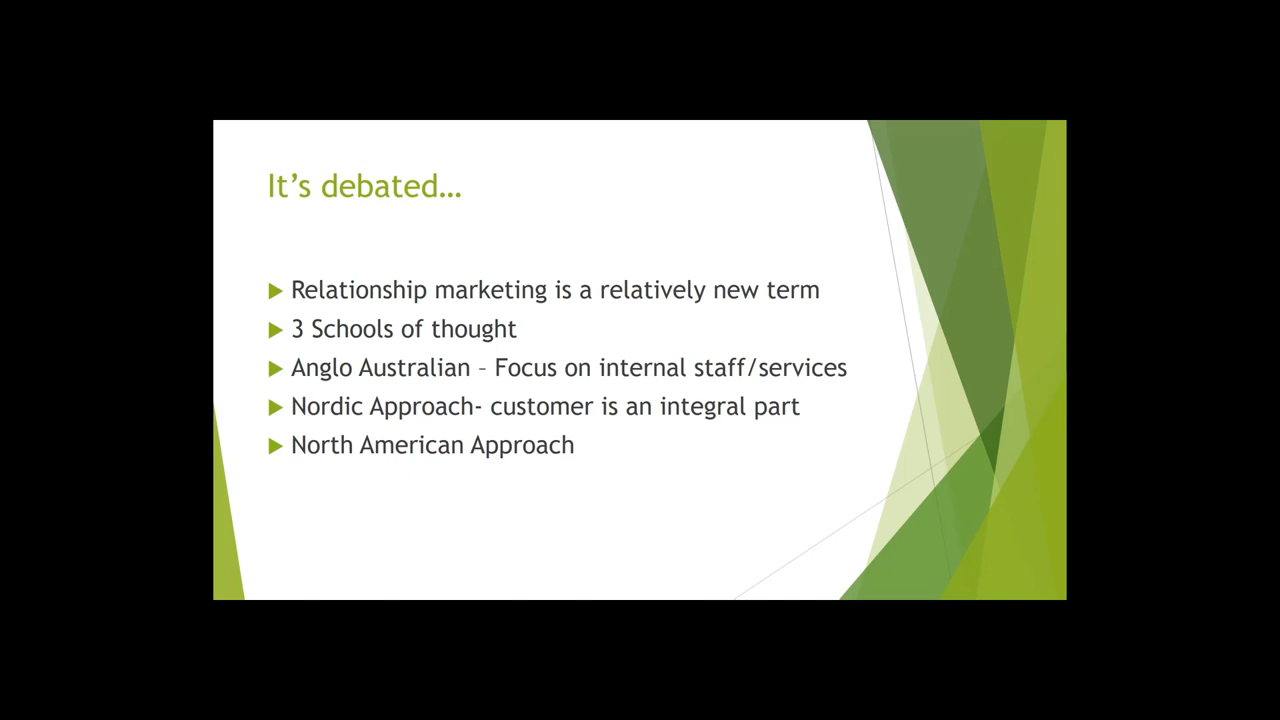 It’s debated…
Relationship marketing is a relatively new term
3 Schools of thought
Anglo Australian – Focus on internal staff/services
Nordic Approach- customer is an integral part
North American Approach